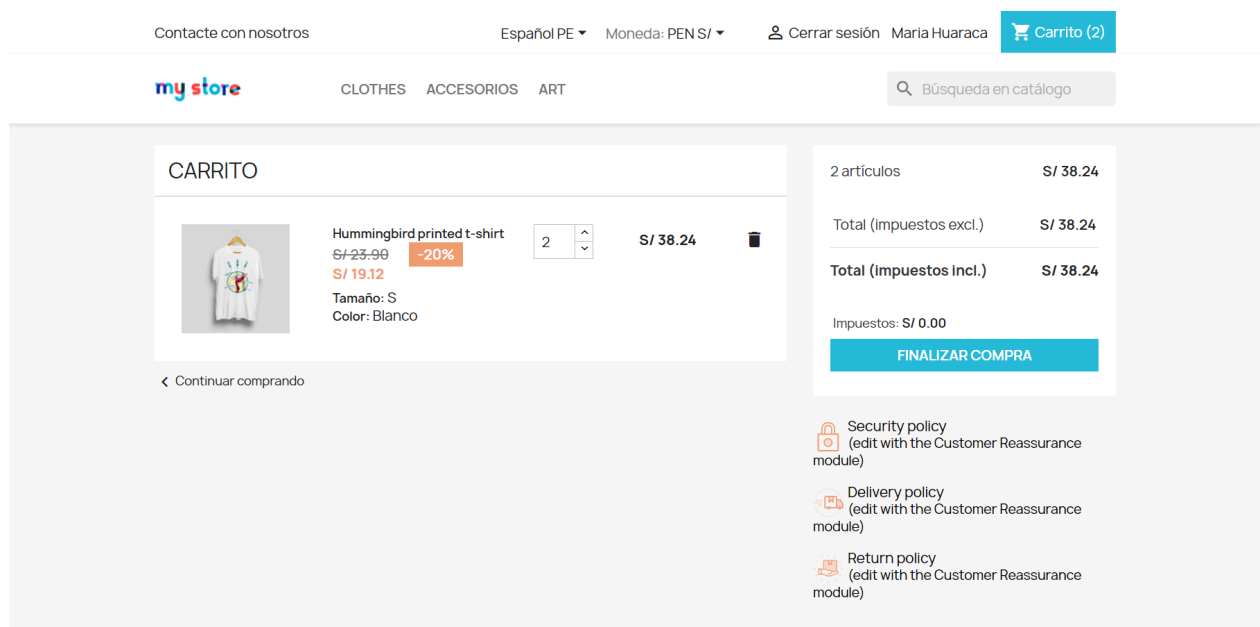 Contacte con nosotros Español PE Moneda: PEN S/ Cerrar sesión Maria Huaraca Carrito (2)
my store CLOTHES ACCESORIOS ART Búsqueda en catálogo
CARRITO
Hummingbird printed t-shirt
S/ 23.90 -20%
S/ 19.12
Tamaño: S
Color: Blanco
2
S/ 38.24
Continuar comprando
2 artículos S/ 38.24
Total (impuestos excl.) S/ 38.24
Total (impuestos incl.) S/ 38.24
Impuestos: S/ 0.00
FINALIZAR COMPRA
Security policy
(edit with the Customer Reassurance
module)
Delivery policy
(edit with the Customer Reassurance
module)
Return policy
(edit with the Customer Reassurance
module)